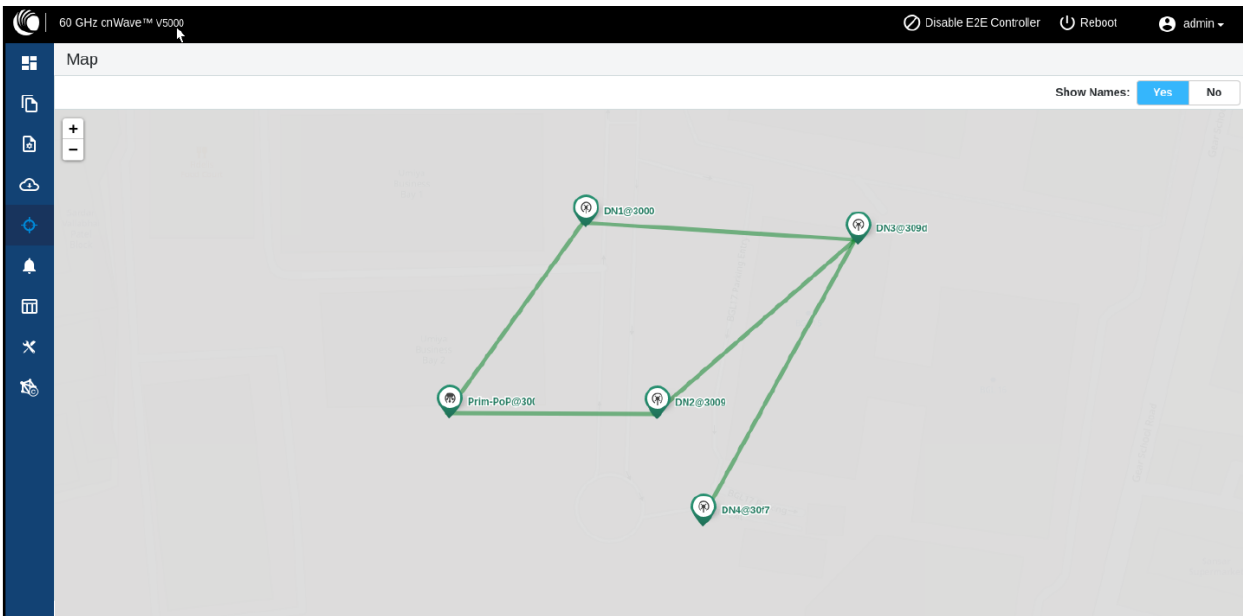 60 GHz cnWave™ V5000
Disable E2E Controller
Reboot
admin
Map
Show Names: Yes No
+
−
DN1@3000
DN3@309d
Prim-PoP@300
DN2@3009
DN4@30f7